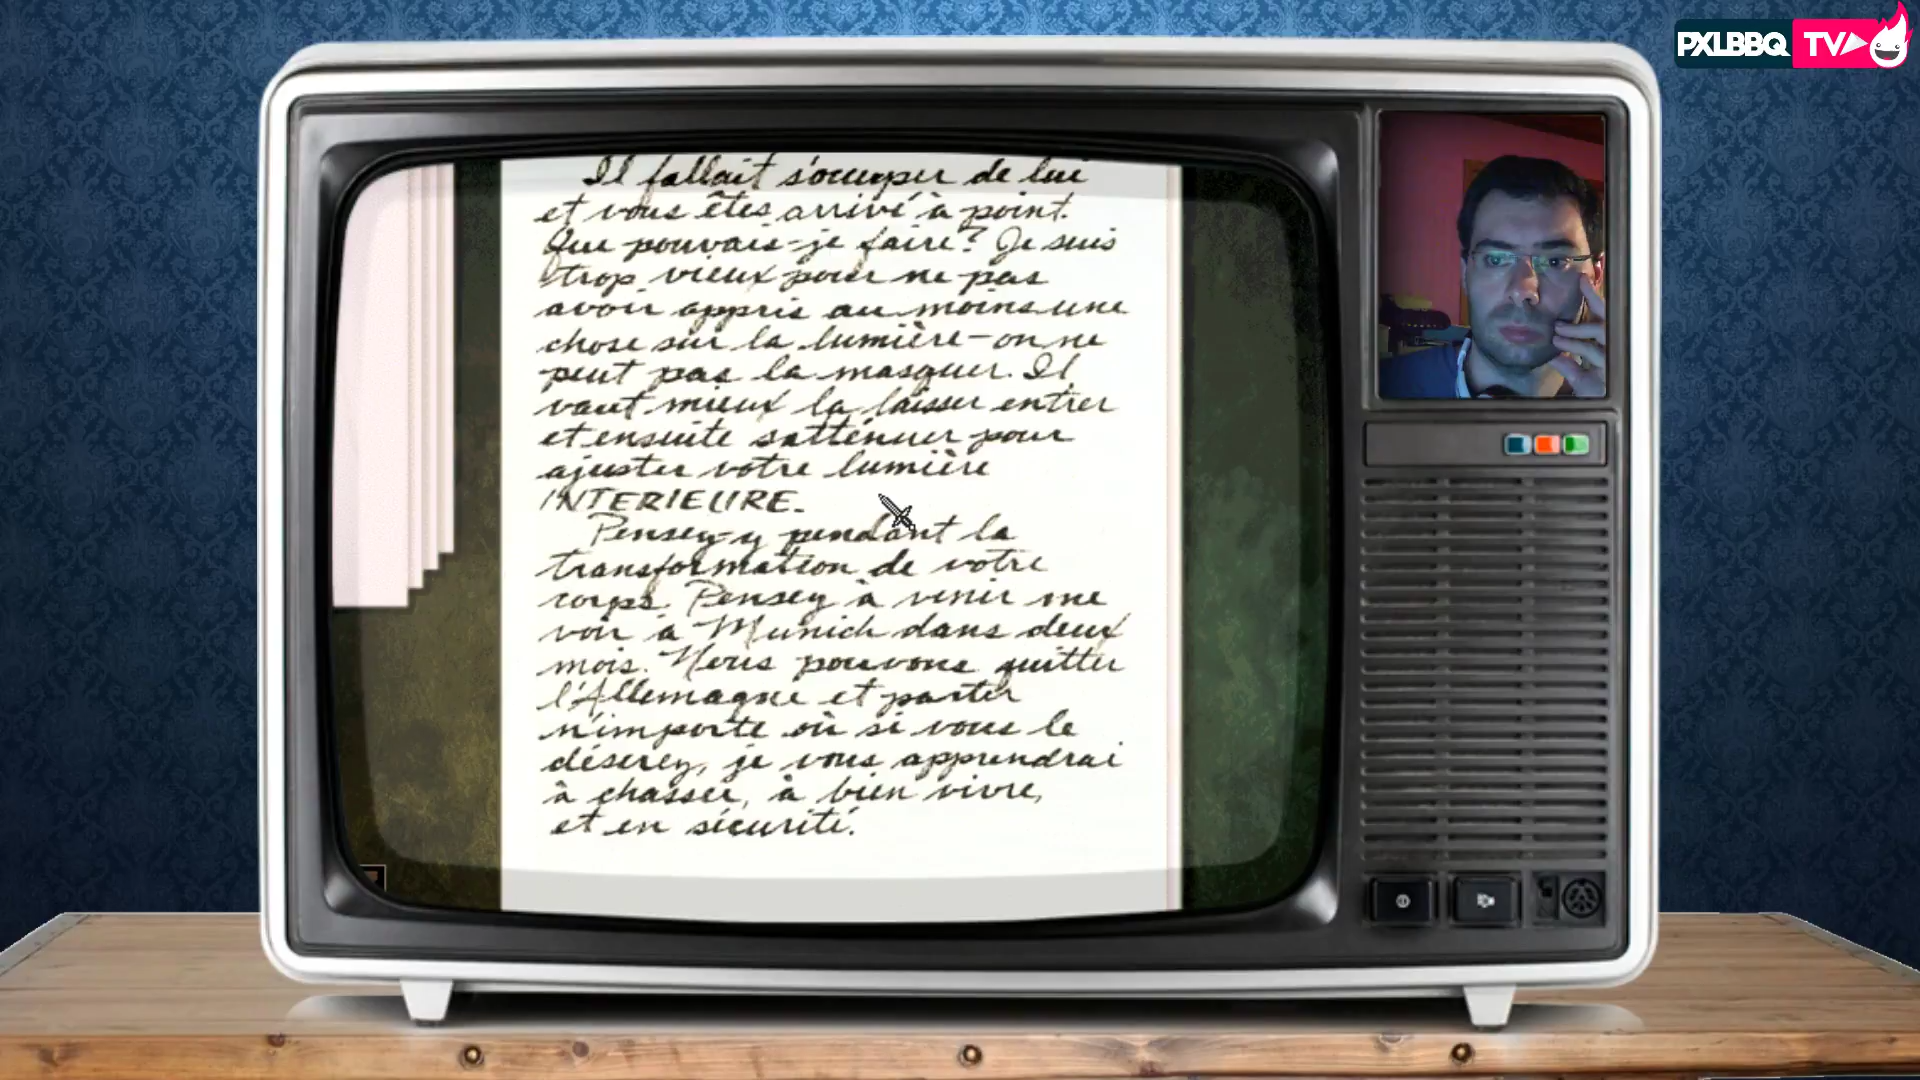 PXLBBQ TV
Il fallait s'occuper de lui
et vous êtes arrivé à point.
Que pouvais-je faire? Je suis
trop vieux pour ne pas
avoir appris au moins une
chose sur la lumière - on ne
peut pas la masquer. Il
vaut mieux la laisser entrer
et ensuite s'atténuer pour
ajuster votre lumière
INTERIEURE.
Pensez-y pendant la
transformation de votre
corps. Pensez à venir me
voir à Munich dans deux
mois. Nous pouvons quitter
l'Allemagne et partir
n'importe où si vous le
désirez, je vous apprendrai
à chasser, à bien vivre,
et en sécurité.